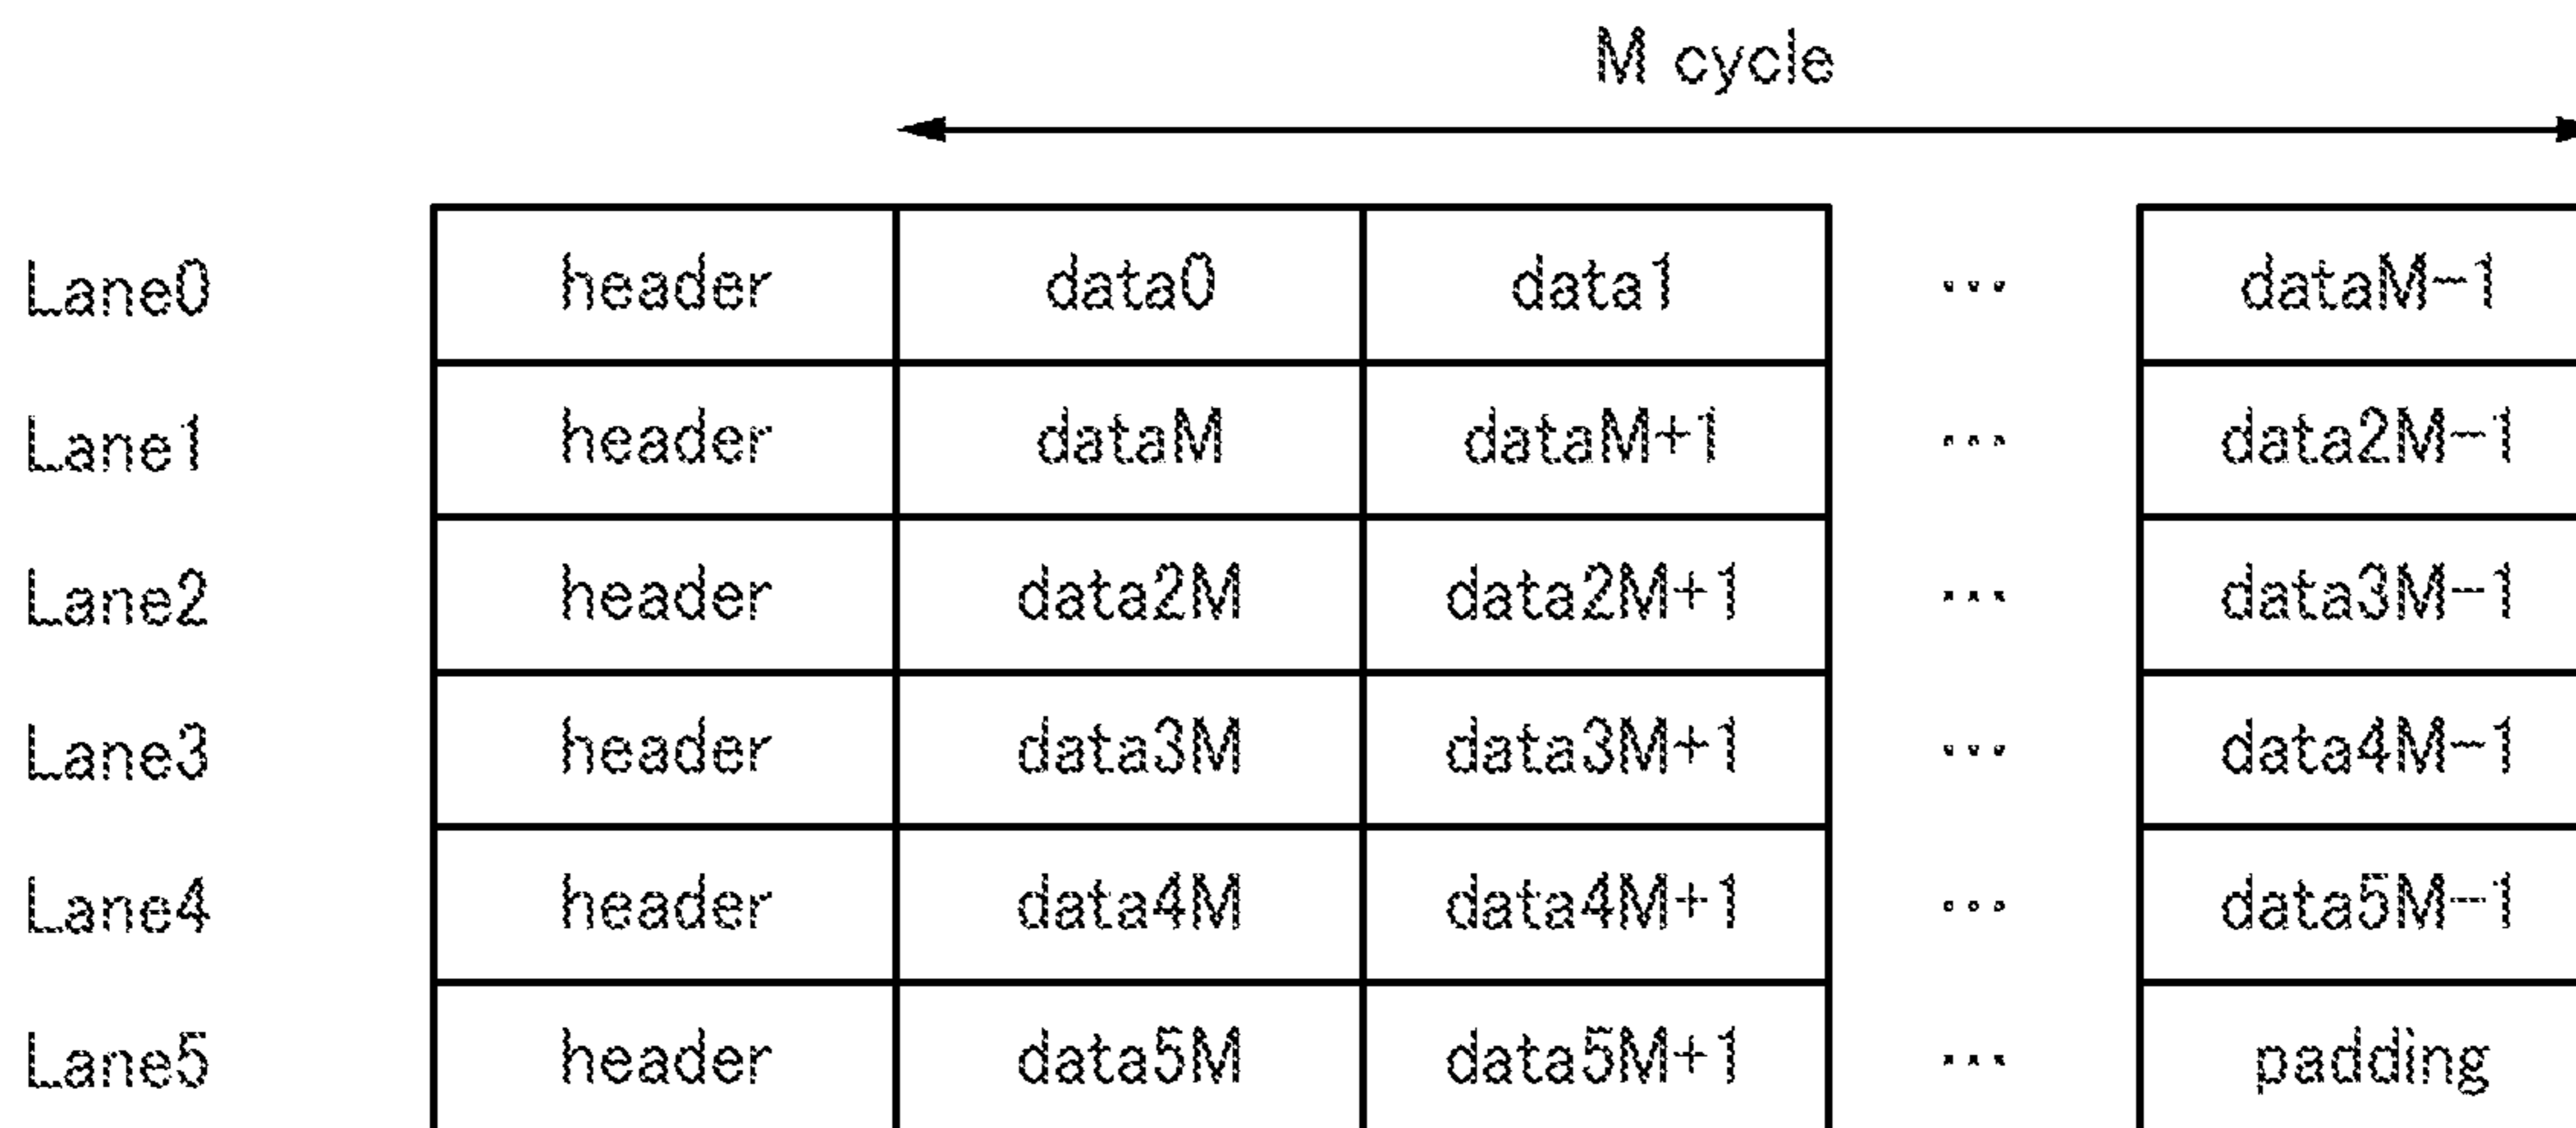 M cycle
Lane0 header data0 data1 ... dataM-1
Lane1 header dataM dataM+1 ... data2M-1
Lane2 header data2M data2M+1 ... data3M-1
Lane3 header data3M data3M+1 ... data4M-1
Lane4 header data4M data4M+1 ... data5M-1
Lane5 header data5M data5M+1 ... padding